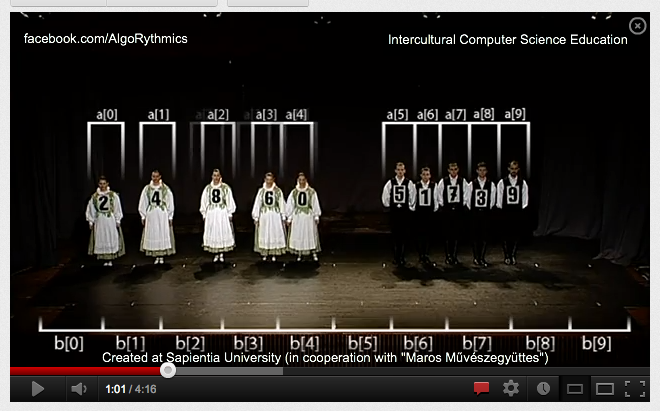 facebook.com/AlgoRythmics
Intercultural Computer Science Education
a[0] a[1] a[2] a[3] a[4] a[5] a[6] a[7] a[8] a[9]
2 4 8 6 0 5 1 7 3 9
b[0] b[1] b[2] b[3] b[4] b[5] b[6] b[7] b[8] b[9]
Created at Sapientia University (in cooperation with "Maros Művészegyüttes")
1:01 / 4:16